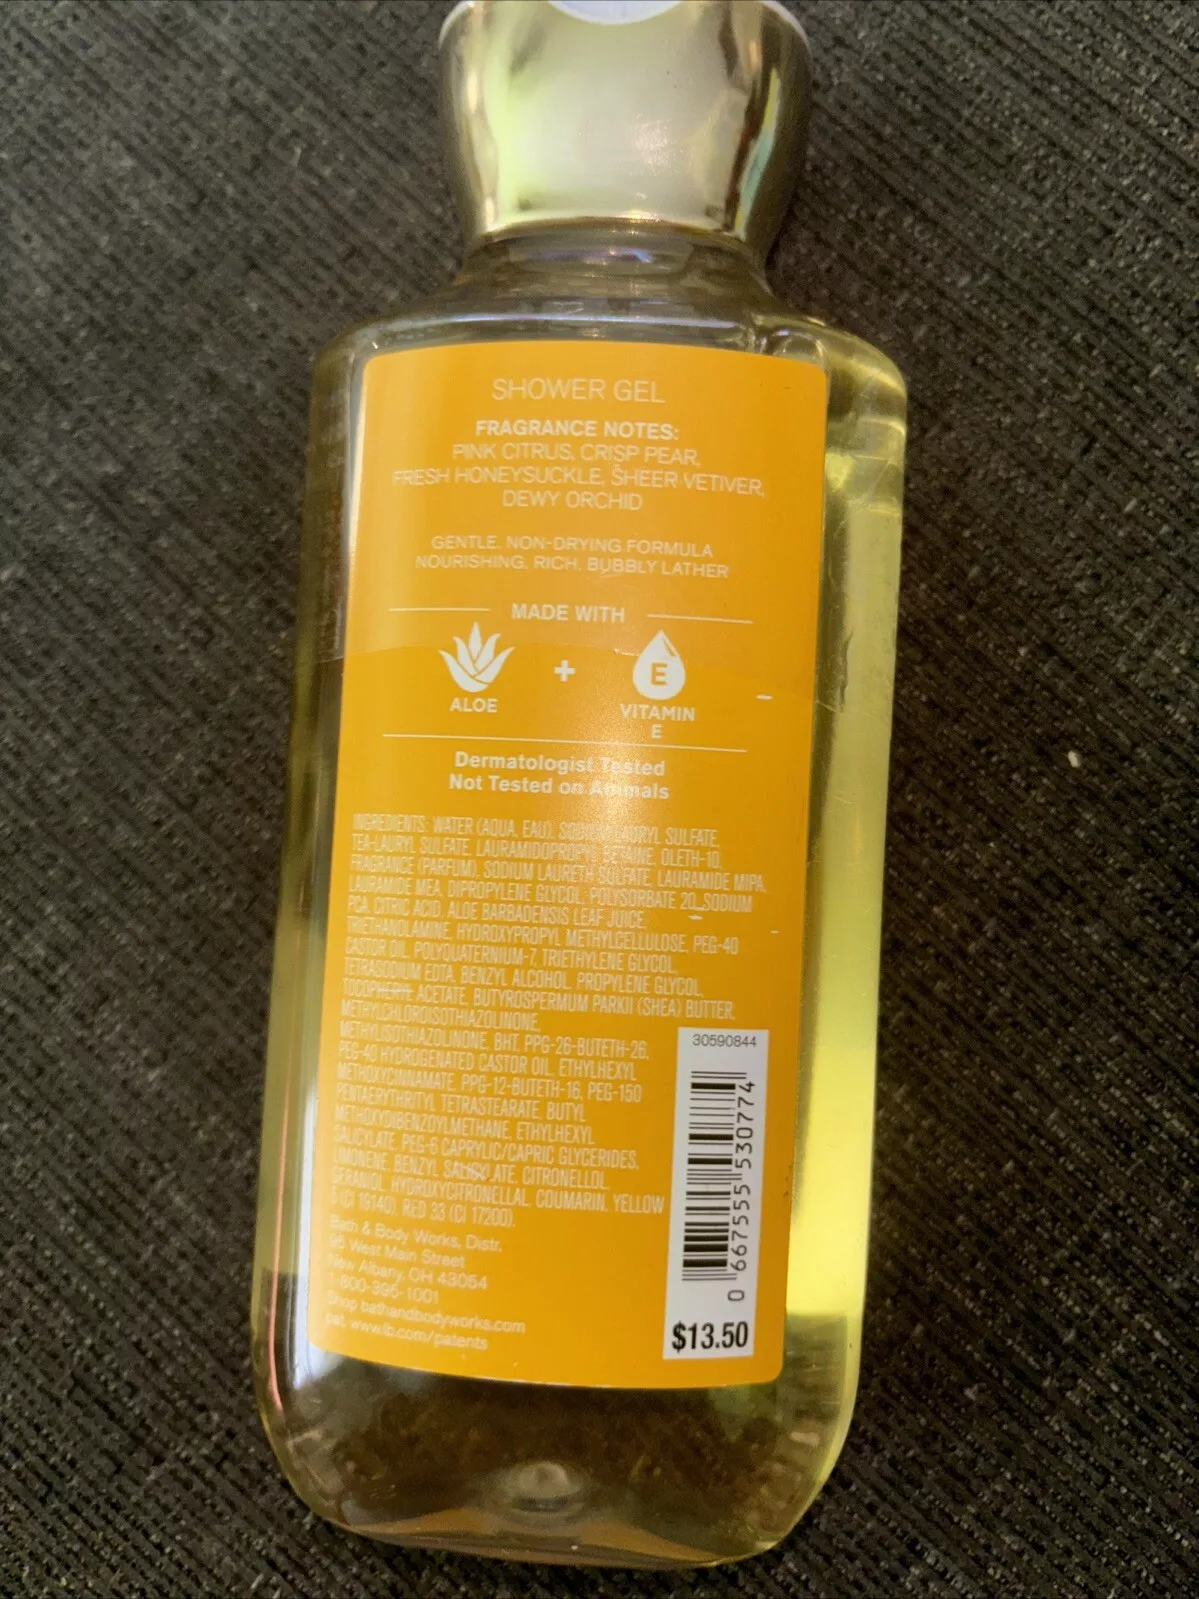 SHOWER GEL
FRAGRANCE NOTES:
PINK CITRUS, CRISP PEAR,
FRESH HONEYSUCKLE, SHEER VETIVER,
DEWY ORCHID
GENTLE, NON-DRYING FORMULA
NOURISHING, RICH, BUBBLY LATHER
MADE WITH
ALOE
+
E
VITAMIN
E
Dermatologist Tested
Not Tested on Animals
INGREDIENTS: WATER (AQUA, EAU), SODIUM LAURYL SULFATE,
TEA-LAURYL SULFATE, LAURAMIDOPROPYL BETAINE, OLETH-10,
FRAGRANCE (PARFUM), SODIUM LAURETH SULFATE, LAURAMIDE MIPA,
LAURAMIDE MEA, DIPROPYLENE GLYCOL, POLYSORBATE 20, SODIUM
PCA, CITRIC ACID, ALOE BARBADENSIS LEAF JUICE,
TRIETHANOLAMINE, HYDROXYPROPYL METHYLCELLULOSE, PEG-40
CASTOR OIL, POLYQUATERNIUM-7, TRIETHYLENE GLYCOL,
TETRASODIUM EDTA, BENZYL ALCOHOL, PROPYLENE GLYCOL,
TOCOPHERYL ACETATE, BUTYROSPERMUM PARKII (SHEA) BUTTER,
METHYLCHLOROISOTHIAZOLINONE,
METHYLISOTHIAZOLINONE, BHT, PPG-26-BUTETH-26,
PEG-40 HYDROGENATED CASTOR OIL, ETHYLHEXYL
METHOXYCINNAMATE, PPG-12-BUTETH-16, PEG-150
PENTAERYTHRITYL TETRASTEARATE, BUTYL
METHOXYDIBENZOYLMETHANE, ETHYLHEXYL
SALICYLATE, PEG-6 CAPRYLIC/CAPRIC GLYCERIDES,
LIMONENE, BENZYL SALICYLATE, CITRONELLOL,
GERANIOL, HYDROXYCITRONELLAL, COUMARIN, YELLOW
5 (CI 19140), RED 33 (CI 17200).
Bath & Body Works, Distr.
95 West Main Street
New Albany, OH 43054
1-800-395-1001
Shop bathandbodyworks.com
pat. www.lb.com/patents
30590844
0 667555 530774
$13.50